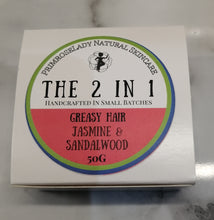 PrimroseLady Natural Skincare
THE 2 IN 1
Handcrafted In Small Batches
GREASY HAIR
JASMINE &
SANDALWOOD
50G